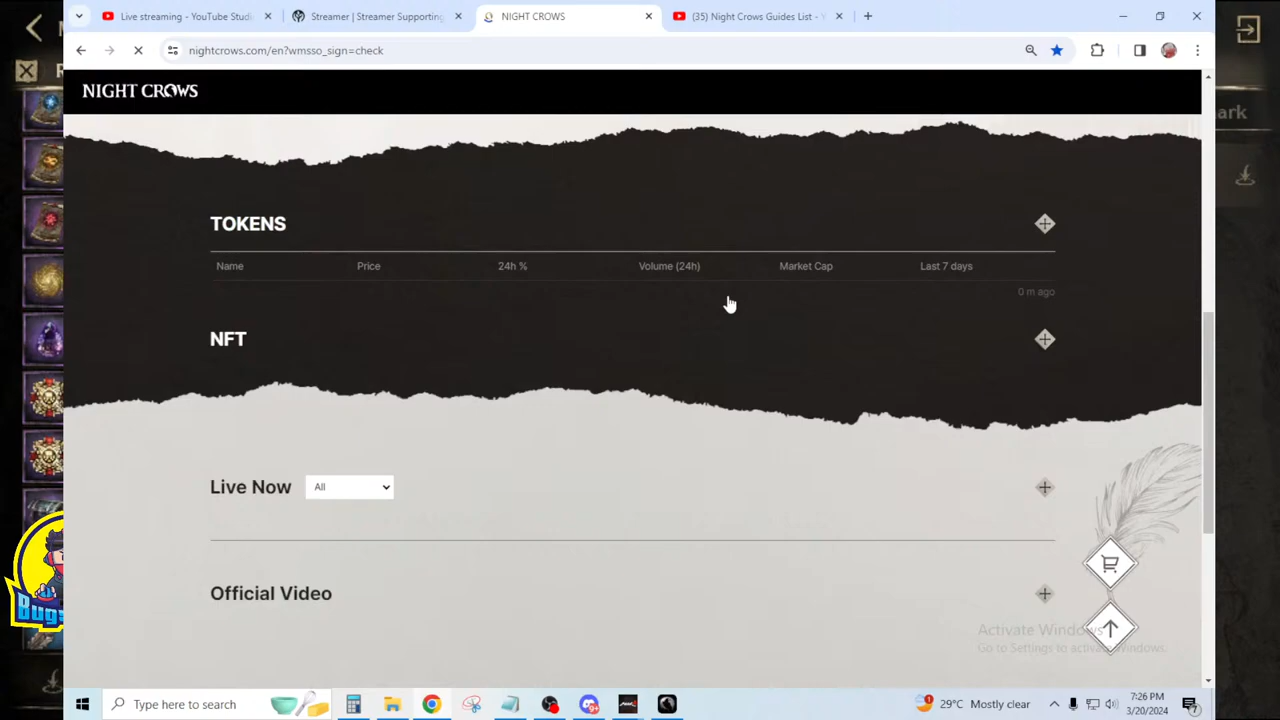 Live streaming - YouTube Studi
Streamer | Streamer Supporting
NIGHT CROWS
(35) Night Crows Guides List - Y
nightcrows.com/en?wmsso_sign=check
NIGHT CROWS
ark
TOKENS
Name Price 24h % Volume (24h) Market Cap Last 7 days
0 m ago
NFT
Live Now All
Official Video
Bugs
Activate Windows
Go to Settings to activate Windows.
Type here to search
29°C Mostly clear
7:26 PM
3/20/2024